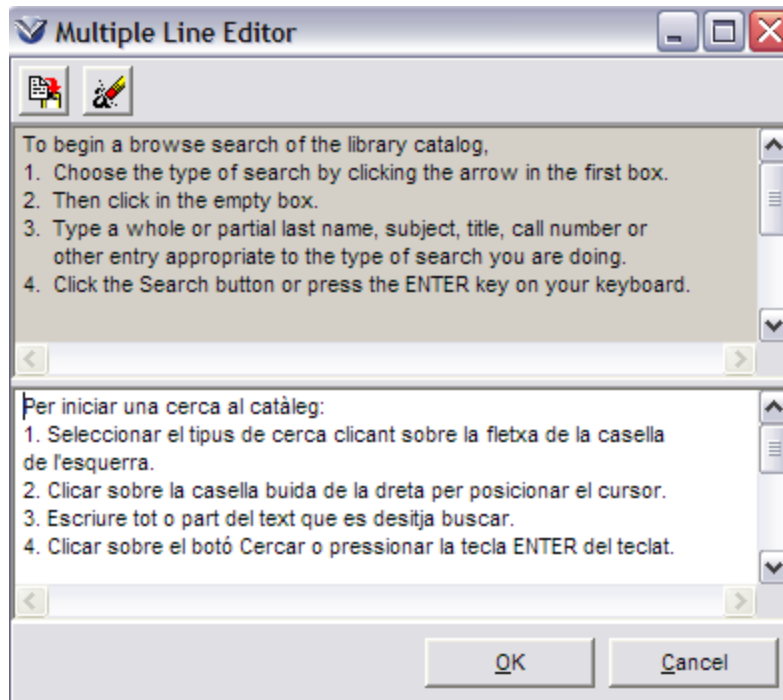 Multiple Line Editor
To begin a browse search of the library catalog,
1. Choose the type of search by clicking the arrow in the first box.
2. Then click in the empty box.
3. Type a whole or partial last name, subject, title, call number or
other entry appropriate to the type of search you are doing.
4. Click the Search button or press the ENTER key on your keyboard.
Per iniciar una cerca al catàleg:
1. Seleccionar el tipus de cerca clicant sobre la fletxa de la casella
de l'esquerra.
2. Clicar sobre la casella buida de la dreta per posicionar el cursor.
3. Escriure tot o part del text que es desitja buscar.
4. Clicar sobre el botó Cercar o pressionar la tecla ENTER del teclat.
OK Cancel